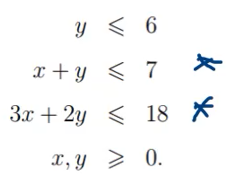 y ⩽ 6
x + y ⩽ 7 *
3x + 2y ⩽ 18 *
x, y ⩾ 0.